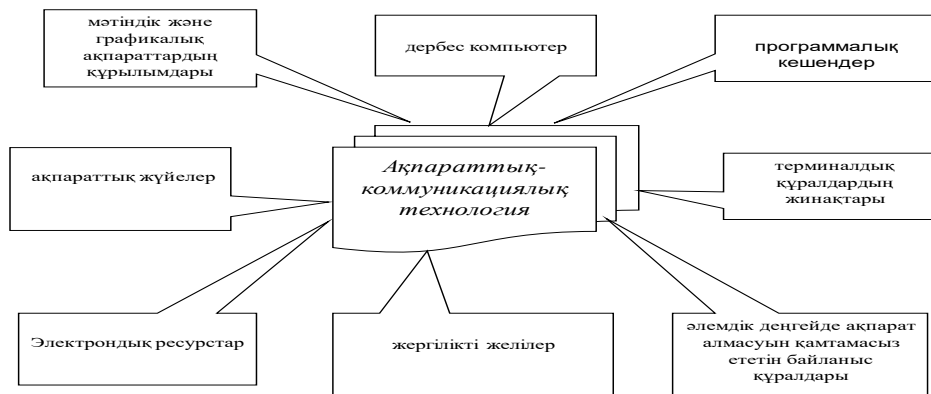 мәтіндік және
графикалық
ақпараттардың
құрылымдары
дербес компьютер
программалық
кешендер
ақпараттық жүйелер
Ақпараттық-
коммуникациялық
технология
терминалдық
құралдардың
жинақтары
Электрондық ресурстар
жергілікті желілер
әлемдік деңгейде ақпарат
алмасуын қамтамасыз
ететін байланыс
құралдары